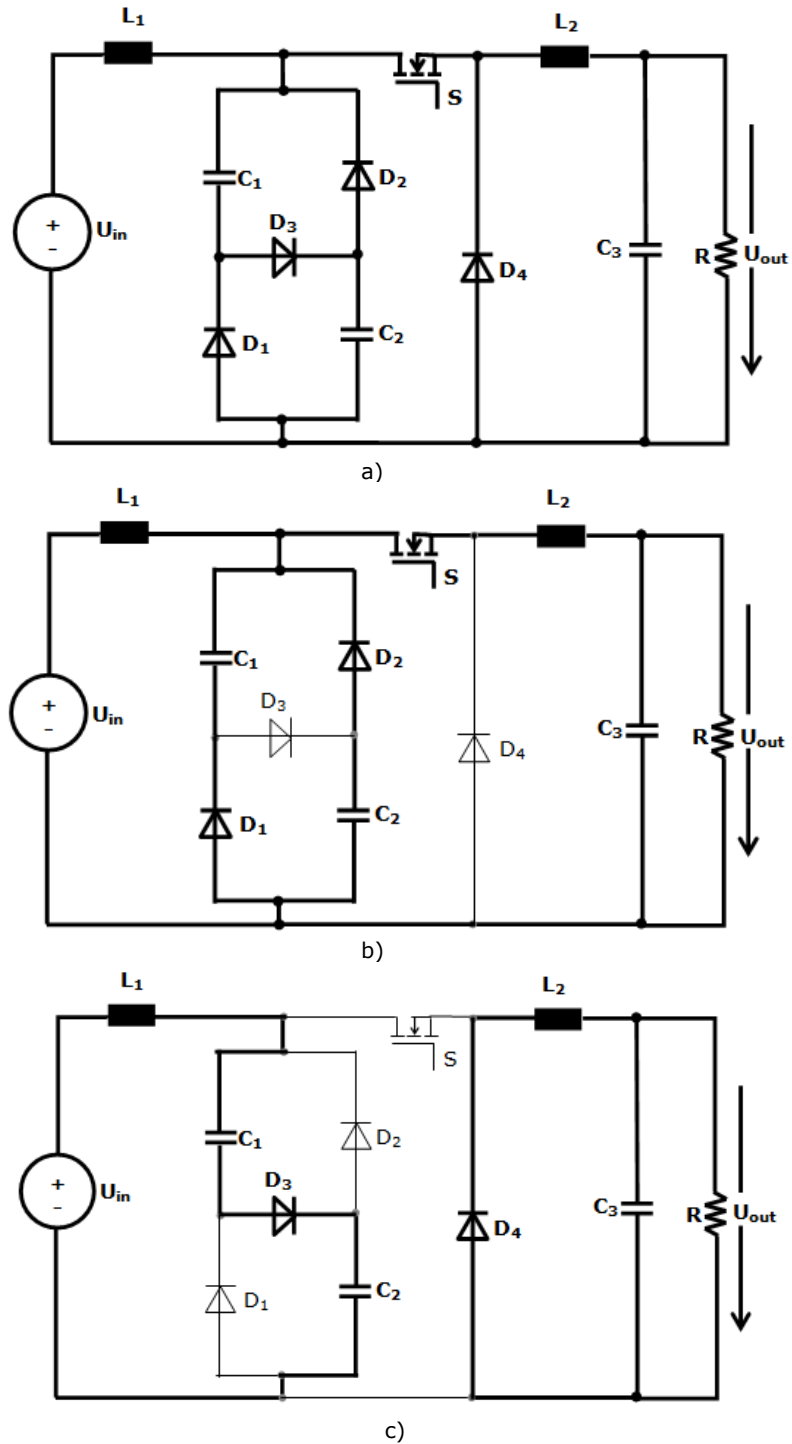 L₁ L₂
S
C₁ D₂
+
-
Uᵢₙ
D₃
D₁ C₂
D₄
C₃ R Uₒᵤₜ
a)
L₁ L₂
S
C₁ D₂
+
-
Uᵢₙ
D₃
D₁ C₂
D₄
C₃ R Uₒᵤₜ
b)
L₁ L₂
S
C₁ D₂
+
-
Uᵢₙ
D₃
D₁ C₂
D₄
C₃ R Uₒᵤₜ
c)